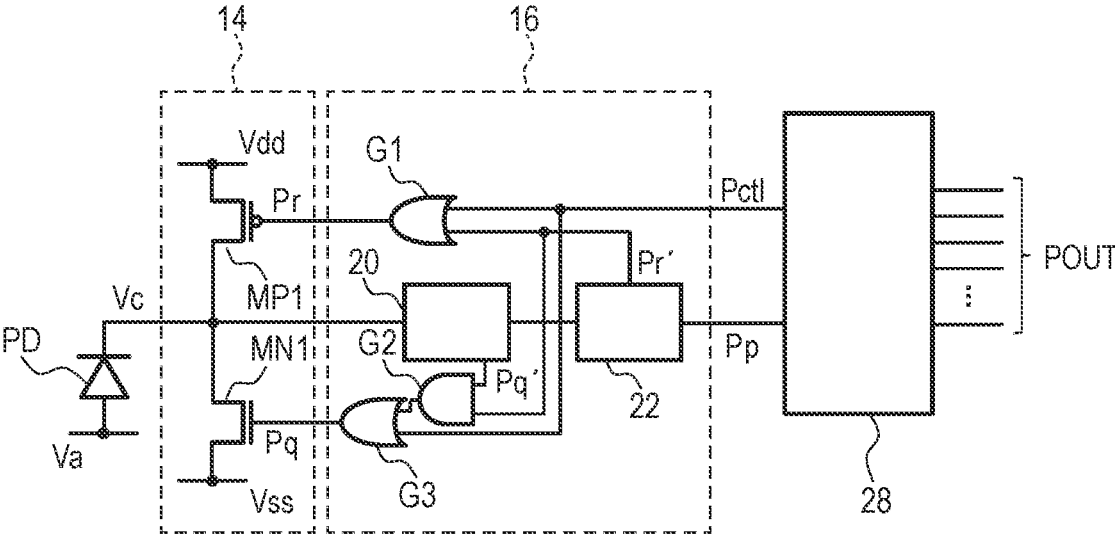 14
16
Vdd
G1
Pr
Pctl
20
Pr´
POUT
Vc
MP1
PD
MN1
G2
Pq´
22
Pp
Va
Pq
G3
Vss
28